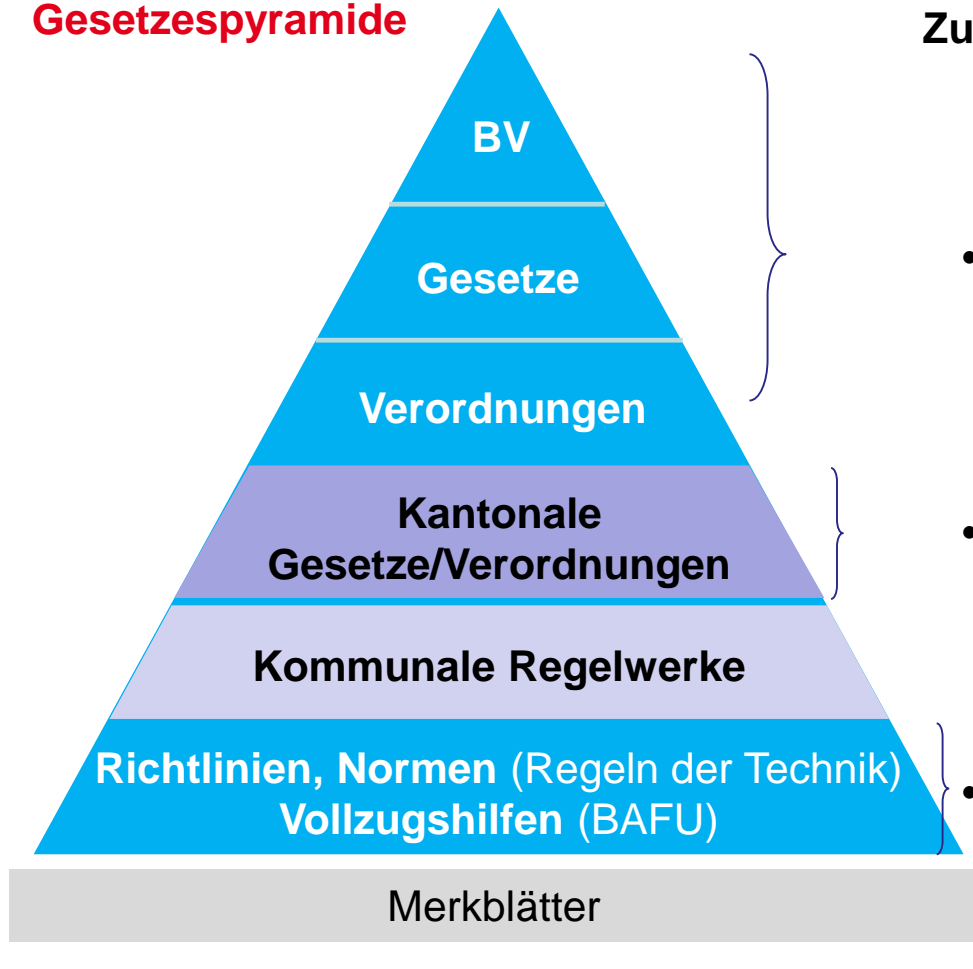 Gesetzespyramide
Zu
BV
•
Gesetze
Verordnungen
Kantonale
Gesetze/Verordnungen
•
Kommunale Regelwerke
Richtlinien, Normen (Regeln der Technik)
•
Vollzugshilfen (BAFU)
Merkblätter